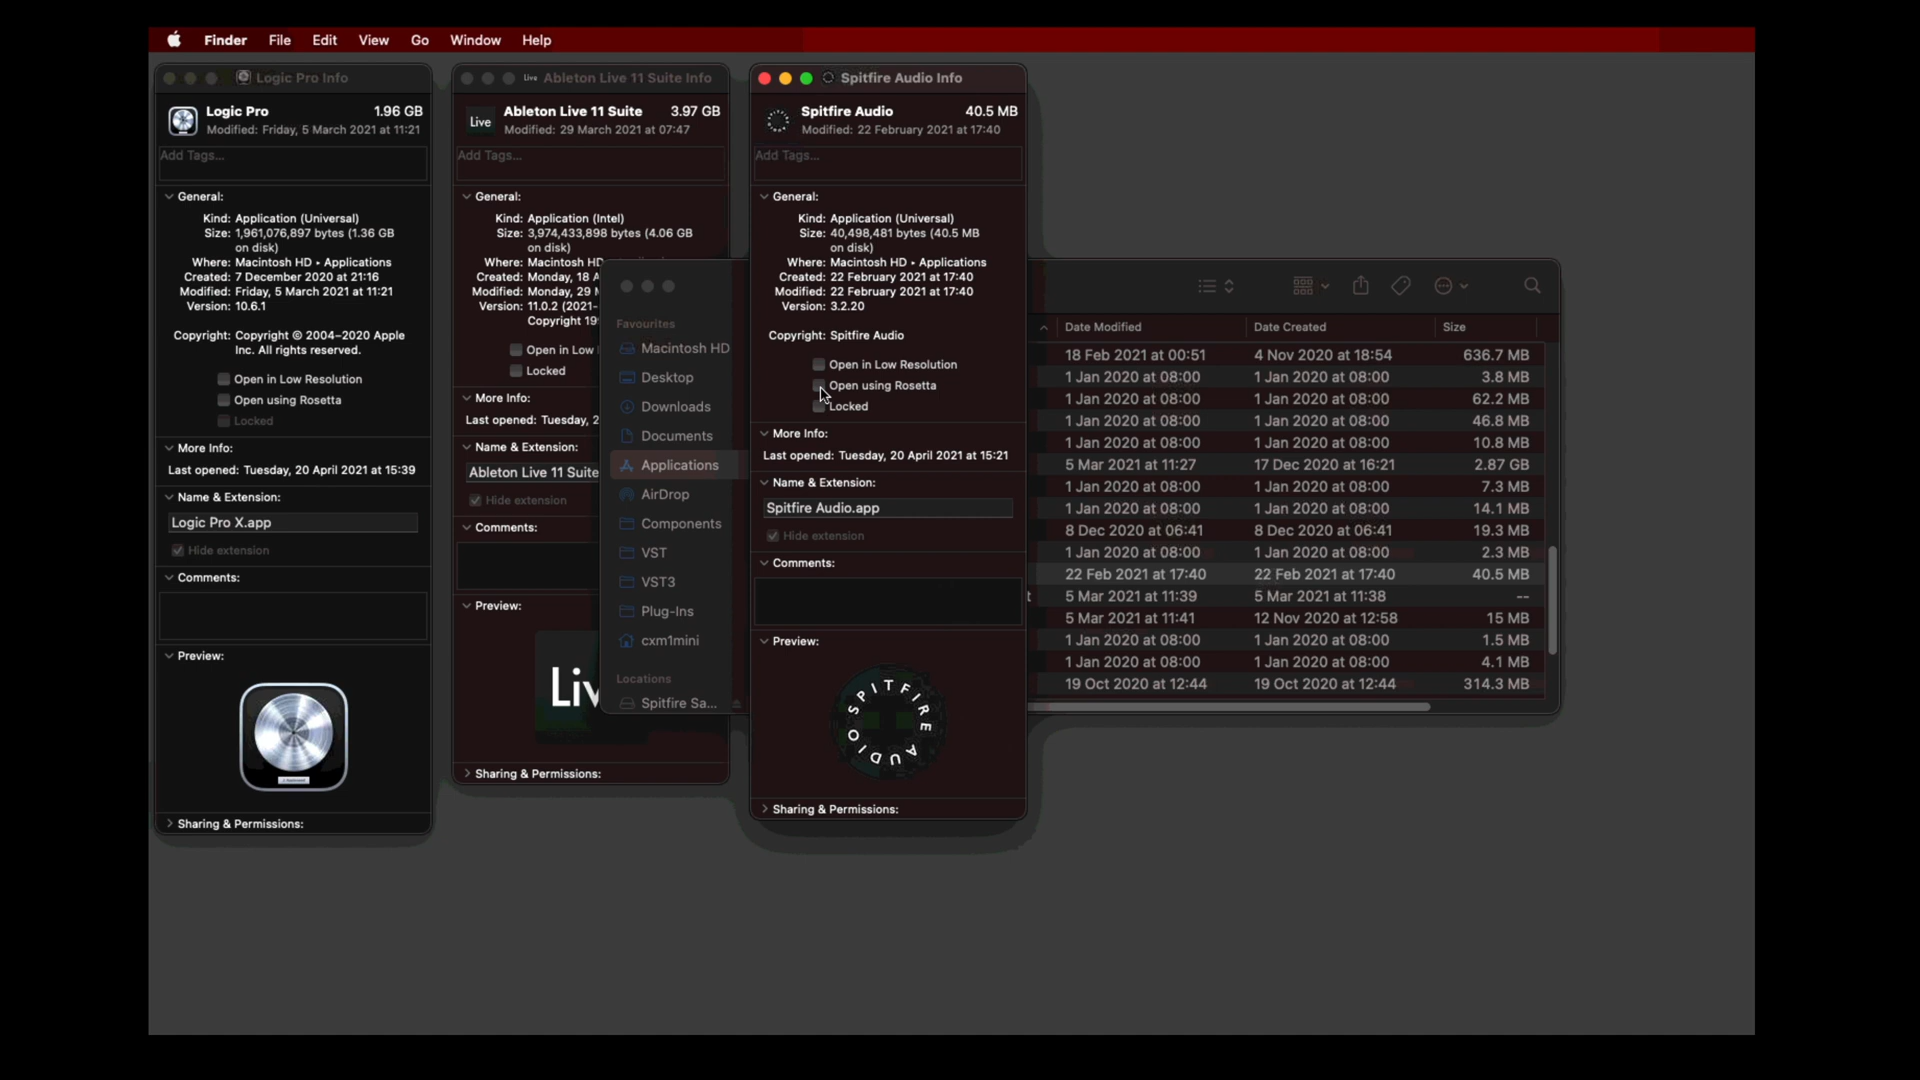 Finder File Edit View Go Window Help
Logic Pro Info
Logic Pro 1.96 GB
Modified: Friday, 5 March 2021 at 11:21
Add Tags...
General:
Kind: Application (Universal)
Size: 1,961,076,897 bytes (1.36 GB
on disk)
Where: Macintosh HD ▸ Applications
Created: 7 December 2020 at 21:16
Modified: Friday, 5 March 2021 at 11:21
Version: 10.6.1
Copyright: Copyright © 2004–2020 Apple
Inc. All rights reserved.
Open in Low Resolution
Open using Rosetta
Locked
More Info:
Last opened: Tuesday, 20 April 2021 at 15:39
Name & Extension:
Logic Pro X.app
Hide extension
Comments:
Preview:
Sharing & Permissions:
Live Ableton Live 11 Suite Info
Live
Ableton Live 11 Suite 3.97 GB
Modified: 29 March 2021 at 07:47
Add Tags...
General:
Kind: Application (Intel)
Size: 3,974,433,898 bytes (4.06 GB
on disk)
Where: Macintosh HD
Created: Monday, 18 A
Modified: Monday, 29 M
Version: 11.0.2 (2021-
Copyright 19
Open in Low
Locked
More Info:
Last opened: Tuesday, 2
Name & Extension:
Ableton Live 11 Suite
Hide extension
Comments:
Preview:
Liv
Sharing & Permissions:
Favourites
Macintosh HD
Desktop
Downloads
Documents
Applications
AirDrop
Components
VST
VST3
Plug-Ins
cxm1mini
Locations
Spitfire Sa...
Spitfire Audio Info
Spitfire Audio 40.5 MB
Modified: 22 February 2021 at 17:40
Add Tags...
General:
Kind: Application (Universal)
Size: 40,498,481 bytes (40.5 MB
on disk)
Where: Macintosh HD ▸ Applications
Created: 22 February 2021 at 17:40
Modified: 22 February 2021 at 17:40
Version: 3.2.20
Copyright: Spitfire Audio
Open in Low Resolution
Open using Rosetta
Locked
More Info:
Last opened: Tuesday, 20 April 2021 at 15:21
Name & Extension:
Spitfire Audio.app
Hide extension
Comments:
Preview:
SPITFIRE AUDIO
Sharing & Permissions:
Date Modified Date Created Size
18 Feb 2021 at 00:51 4 Nov 2020 at 18:54 636.7 MB
1 Jan 2020 at 08:00 1 Jan 2020 at 08:00 3.8 MB
1 Jan 2020 at 08:00 1 Jan 2020 at 08:00 62.2 MB
1 Jan 2020 at 08:00 1 Jan 2020 at 08:00 46.8 MB
1 Jan 2020 at 08:00 1 Jan 2020 at 08:00 10.8 MB
5 Mar 2021 at 11:27 17 Dec 2020 at 16:21 2.87 GB
1 Jan 2020 at 08:00 1 Jan 2020 at 08:00 7.3 MB
1 Jan 2020 at 08:00 1 Jan 2020 at 08:00 14.1 MB
8 Dec 2020 at 06:41 8 Dec 2020 at 06:41 19.3 MB
1 Jan 2020 at 08:00 1 Jan 2020 at 08:00 2.3 MB
22 Feb 2021 at 17:40 22 Feb 2021 at 17:40 40.5 MB
t 5 Mar 2021 at 11:39 5 Mar 2021 at 11:38 --
5 Mar 2021 at 11:41 12 Nov 2020 at 12:58 15 MB
1 Jan 2020 at 08:00 1 Jan 2020 at 08:00 1.5 MB
1 Jan 2020 at 08:00 1 Jan 2020 at 08:00 4.1 MB
19 Oct 2020 at 12:44 19 Oct 2020 at 12:44 314.3 MB